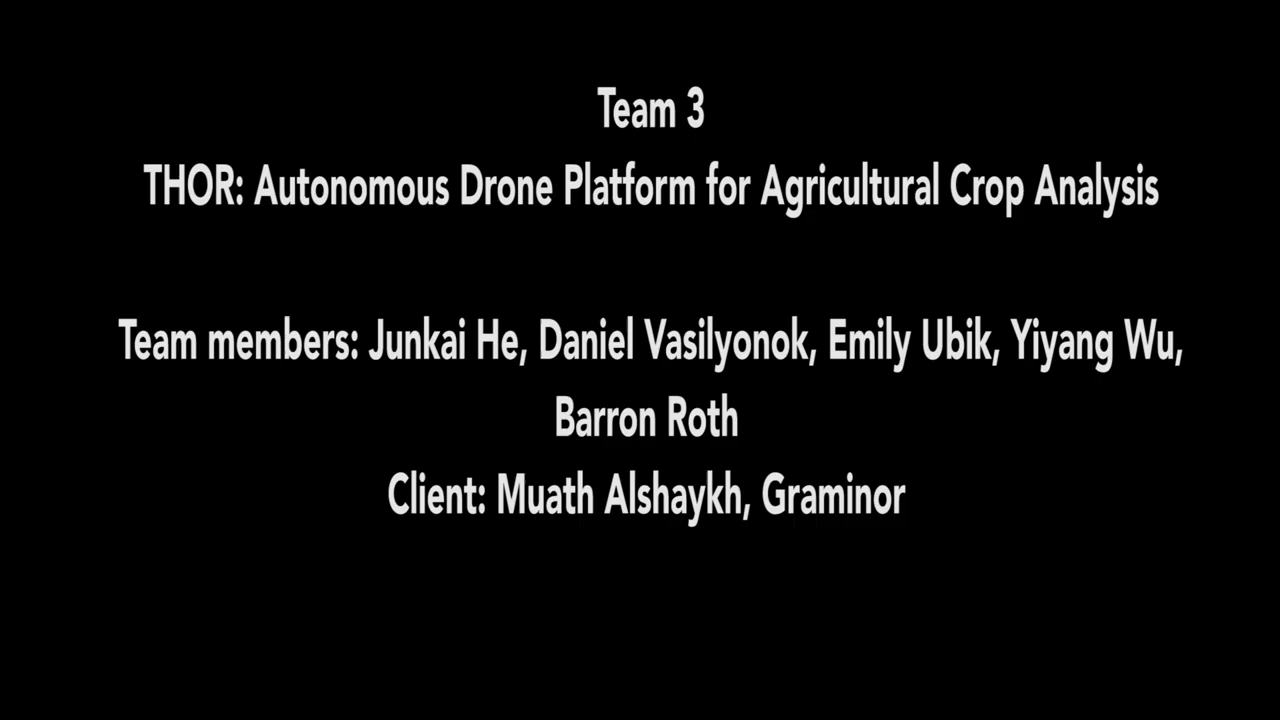 Team 3
THOR: Autonomous Drone Platform for Agricultural Crop Analysis
Team members: Junkai He, Daniel Vasilyonok, Emily Ubik, Yiyang Wu,
Barron Roth
Client: Muath Alshaykh, Graminor